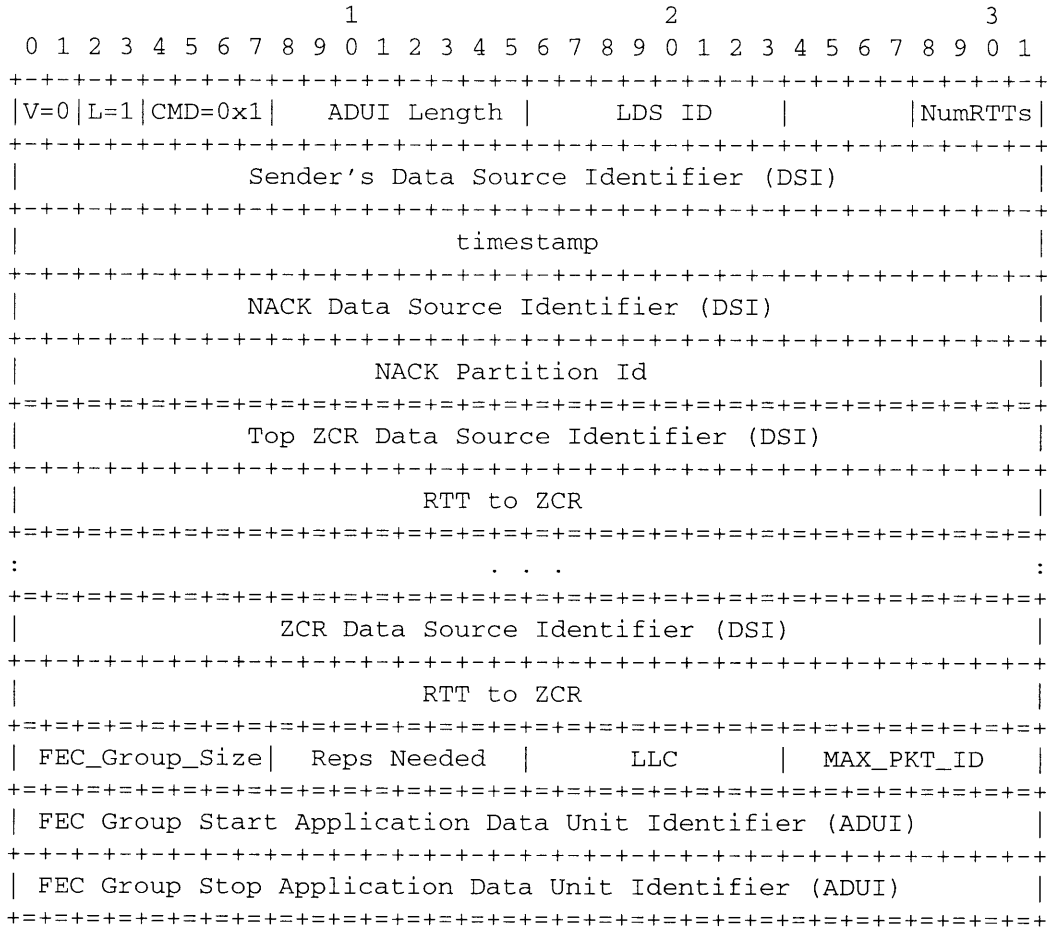 1                   2                   3
 0 1 2 3 4 5 6 7 8 9 0 1 2 3 4 5 6 7 8 9 0 1 2 3 4 5 6 7 8 9 0 1
+-+-+-+-+-+-+-+-+-+-+-+-+-+-+-+-+-+-+-+-+-+-+-+-+-+-+-+-+-+-+-+-+
|V=0|L=1|CMD=0x1|   ADUI Length |     LDS ID    |       |NumRTTs|
+-+-+-+-+-+-+-+-+-+-+-+-+-+-+-+-+-+-+-+-+-+-+-+-+-+-+-+-+-+-+-+-+
|              Sender's Data Source Identifier (DSI)            |
+-+-+-+-+-+-+-+-+-+-+-+-+-+-+-+-+-+-+-+-+-+-+-+-+-+-+-+-+-+-+-+-+
|                           timestamp                           |
+-+-+-+-+-+-+-+-+-+-+-+-+-+-+-+-+-+-+-+-+-+-+-+-+-+-+-+-+-+-+-+-+
|              NACK Data Source Identifier (DSI)                |
+-+-+-+-+-+-+-+-+-+-+-+-+-+-+-+-+-+-+-+-+-+-+-+-+-+-+-+-+-+-+-+-+
|                      NACK Partition Id                        |
+=+=+=+=+=+=+=+=+=+=+=+=+=+=+=+=+=+=+=+=+=+=+=+=+=+=+=+=+=+=+=+=+
|              Top ZCR Data Source Identifier (DSI)             |
+-+-+-+-+-+-+-+-+-+-+-+-+-+-+-+-+-+-+-+-+-+-+-+-+-+-+-+-+-+-+-+-+
|                         RTT to ZCR                            |
+=+=+=+=+=+=+=+=+=+=+=+=+=+=+=+=+=+=+=+=+=+=+=+=+=+=+=+=+=+=+=+=+
:                             . . .                             :
+=+=+=+=+=+=+=+=+=+=+=+=+=+=+=+=+=+=+=+=+=+=+=+=+=+=+=+=+=+=+=+=+
|                ZCR Data Source Identifier (DSI)               |
+-+-+-+-+-+-+-+-+-+-+-+-+-+-+-+-+-+-+-+-+-+-+-+-+-+-+-+-+-+-+-+-+
|                         RTT to ZCR                            |
+=+=+=+=+=+=+=+=+=+=+=+=+=+=+=+=+=+=+=+=+=+=+=+=+=+=+=+=+=+=+=+=+
| FEC_Group_Size|  Reps Needed  |      LLC      |  MAX_PKT_ID   |
+=+=+=+=+=+=+=+=+=+=+=+=+=+=+=+=+=+=+=+=+=+=+=+=+=+=+=+=+=+=+=+=+
| FEC Group Start Application Data Unit Identifier (ADUI)       |
+-+-+-+-+-+-+-+-+-+-+-+-+-+-+-+-+-+-+-+-+-+-+-+-+-+-+-+-+-+-+-+-+
| FEC Group Stop Application Data Unit Identifier (ADUI)        |
+=+=+=+=+=+=+=+=+=+=+=+=+=+=+=+=+=+=+=+=+=+=+=+=+=+=+=+=+=+=+=+=+